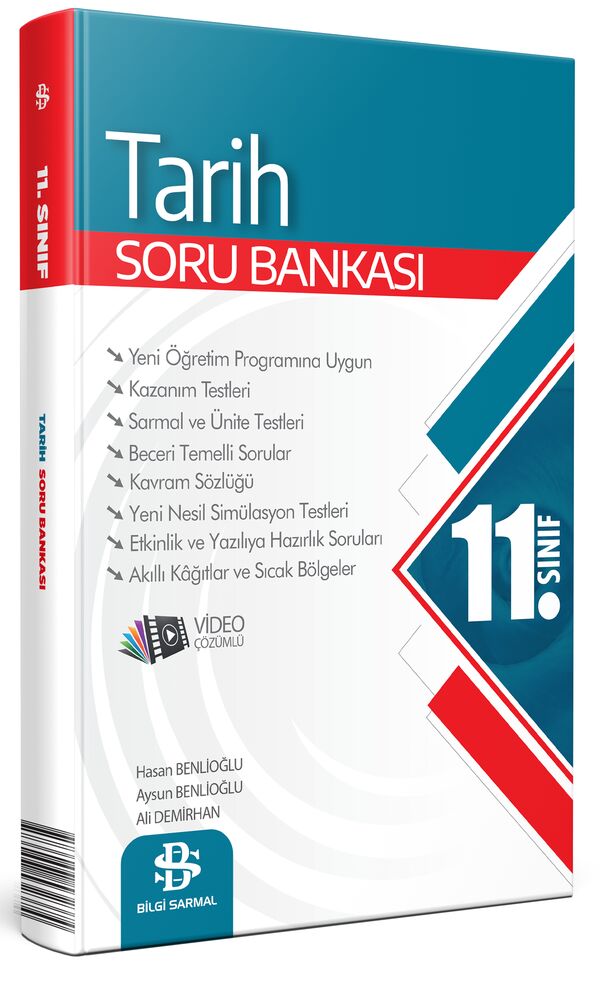 11. SINIF
TARİH SORU BANKASI
Tarih
SORU BANKASI
Yeni Öğretim Programına Uygun
Kazanım Testleri
Sarmal ve Ünite Testleri
Beceri Temelli Sorular
Kavram Sözlüğü
Yeni Nesil Simülasyon Testleri
Etkinlik ve Yazılıya Hazırlık Soruları
Akıllı Kâğıtlar ve Sıcak Bölgeler
11. SINIF
VİDEO
ÇÖZÜMLÜ
Hasan BENLİOĞLU
Aysun BENLİOĞLU
Ali DEMİRHAN
BS
BİLGİ SARMAL